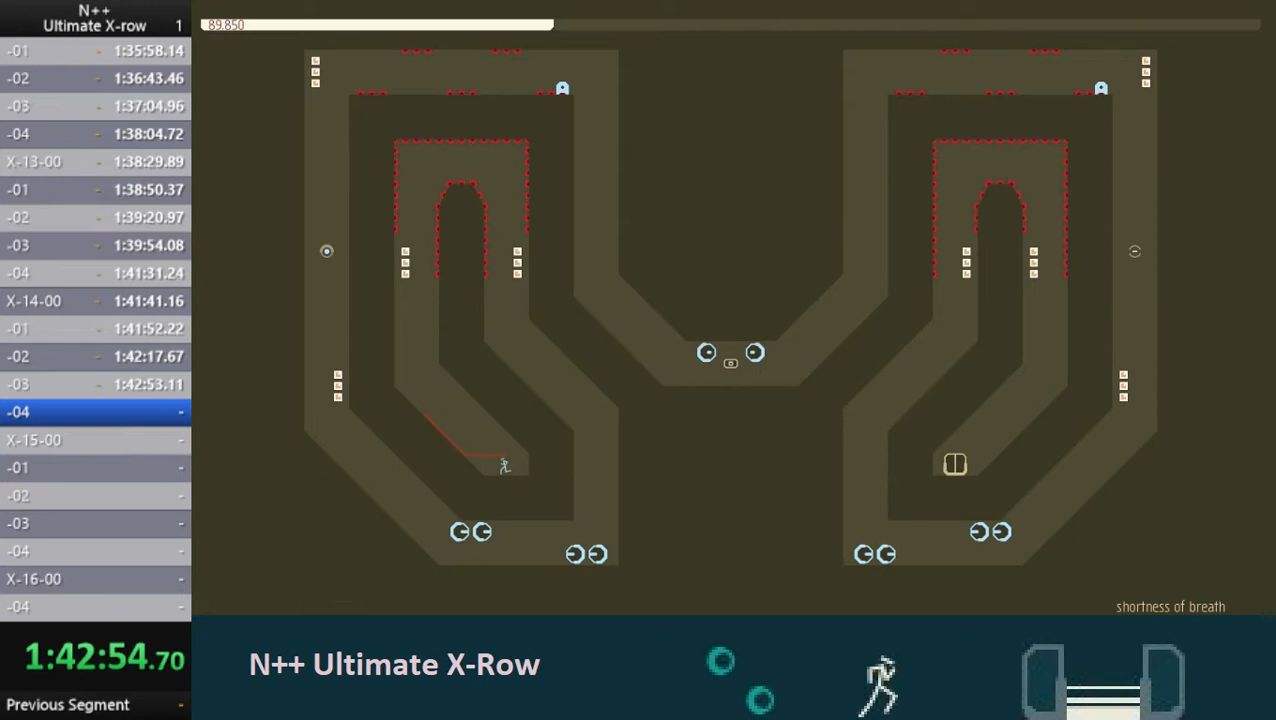 N++
Ultimate X-row 1
-01 - 1:35:58.14
-02 - 1:36:43.46
-03 - 1:37:04.96
-04 - 1:38:04.72
X-13-00 - 1:38:29.89
-01 - 1:38:50.37
-02 - 1:39:20.97
-03 - 1:39:54.08
-04 - 1:41:31.24
X-14-00 - 1:41:41.16
-01 - 1:41:52.22
-02 - 1:42:17.67
-03 - 1:42:53.11
-04 -
X-15-00 -
-01 -
-02 -
-03 -
-04 -
X-16-00 -
-04 -
1:42:54.70
Previous Segment -
89.850
shortness of breath
N++ Ultimate X-Row